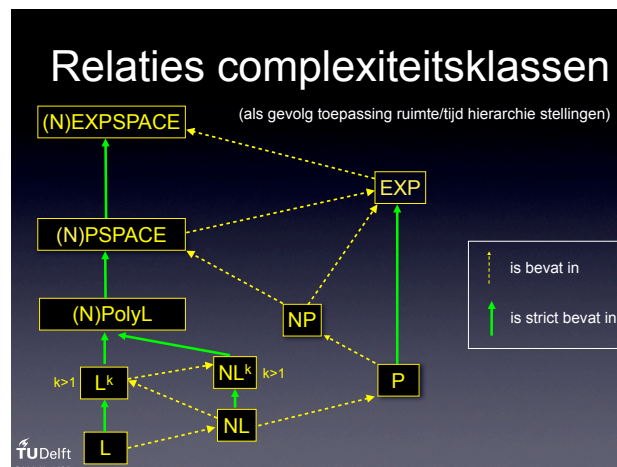 Relaties complexiteitsklassen
(als gevolg toepassing ruimte/tijd hierarchie stellingen)
(N)EXPSPACE
EXP
(N)PSPACE
is bevat in
(N)PolyL
NP
is strict bevat in
k>1 Lᵏ
NLᵏ k>1
P
NL
L
TUDelft